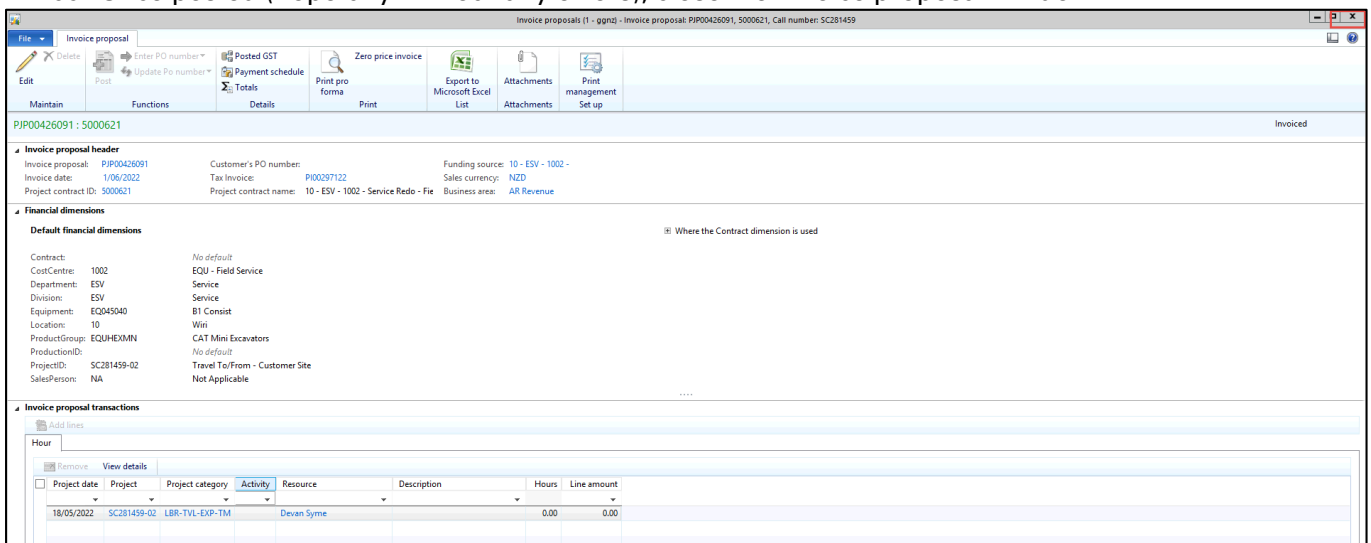 Invoice proposals (1 - ggnz) - Invoice proposal: PJP00426091, 5000621, Call number: SC281459
File Invoice proposal
Edit Delete Post Enter PO number Update Po number Posted GST Payment schedule Totals Print pro forma Zero price invoice Export to Microsoft Excel Attachments Print management
Maintain Functions Details Print List Attachments Set up
PJP00426091 : 5000621 Invoiced
Invoice proposal header
Invoice proposal: PJP00426091 Customer's PO number: Funding source: 10 - ESV - 1002 -
Invoice date: 1/06/2022 Tax Invoice: PI00297122 Sales currency: NZD
Project contract ID: 5000621 Project contract name: 10 - ESV - 1002 - Service Redo - Fie Business area: AR Revenue
Financial dimensions
Default financial dimensions Where the Contract dimension is used
Contract: No default
CostCentre: 1002 EQU - Field Service
Department: ESV Service
Division: ESV Service
Equipment: EQ045040 B1 Consist
Location: 10 Wiri
ProductGroup: EQUHEXMN CAT Mini Excavators
ProductionID: No default
ProjectID: SC281459-02 Travel To/From - Customer Site
SalesPerson: NA Not Applicable
Invoice proposal transactions
Add lines
Hour
Remove View details
Project date Project Project category Activity Resource Description Hours Line amount
18/05/2022 SC281459-02 LBR-TVL-EXP-TM Devan Syme 0.00 0.00